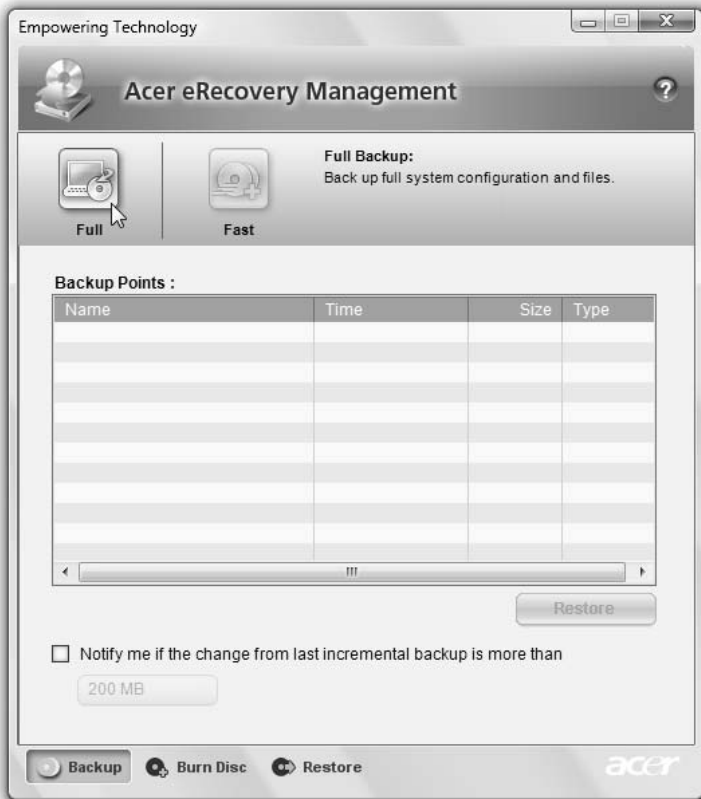 Empowering Technology
Acer eRecovery Management
?
Full
Fast
Full Backup:
Back up full system configuration and files.
Backup Points :
Name Time Size Type
Restore
Notify me if the change from last incremental backup is more than
200 MB
Backup Burn Disc Restore acer